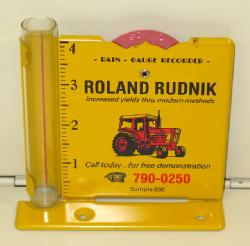 - RAIN - GAUGE RECORDER -
4
ROLAND RUDNIK
3
increased yields thru modern methods
2
Call today .. for free demonstration
1
790-0250
Sample 830